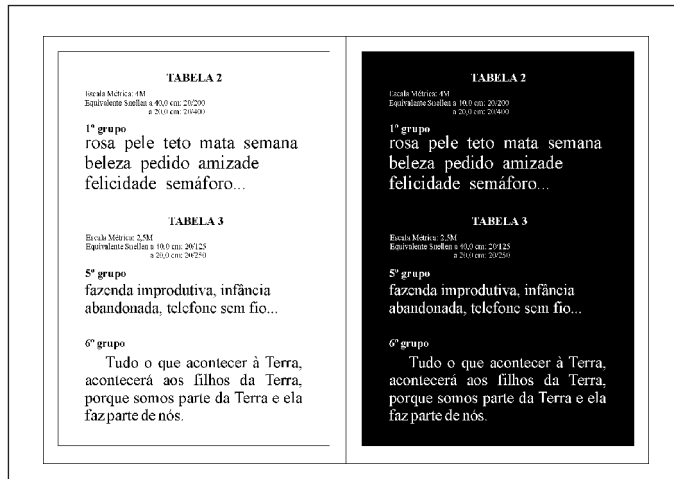 TABELA 2
Escala Métrica: 4M
Equivalente Snellen a 40,0 cm: 20/200
a 20,0 cm: 20/400
1º grupo
rosa pele teto mata semana
beleza pedido amizade
felicidade semáforo...
TABELA 3
Escala Métrica: 2,5M
Equivalente Snellen a 40,0 cm: 20/125
a 20,0 cm: 20/250
5º grupo
fazenda improdutiva, infância
abandonada, telefone sem fio...
6º grupo
Tudo o que acontecer à Terra,
acontecerá aos filhos da Terra,
porque somos parte da Terra e ela
faz parte de nós.
TABELA 2
Escala Métrica: 4M
Equivalente Snellen a 40,0 cm: 20/200
a 20,0 cm: 20/400
1º grupo
rosa pele teto mata semana
beleza pedido amizade
felicidade semáforo...
TABELA 3
Escala Métrica: 2,5M
Equivalente Snellen a 40,0 cm: 20/125
a 20,0 cm: 20/250
5º grupo
fazenda improdutiva, infância
abandonada, telefone sem fio...
6º grupo
Tudo o que acontecer à Terra,
acontecerá aos filhos da Terra,
porque somos parte da Terra e ela
faz parte de nós.